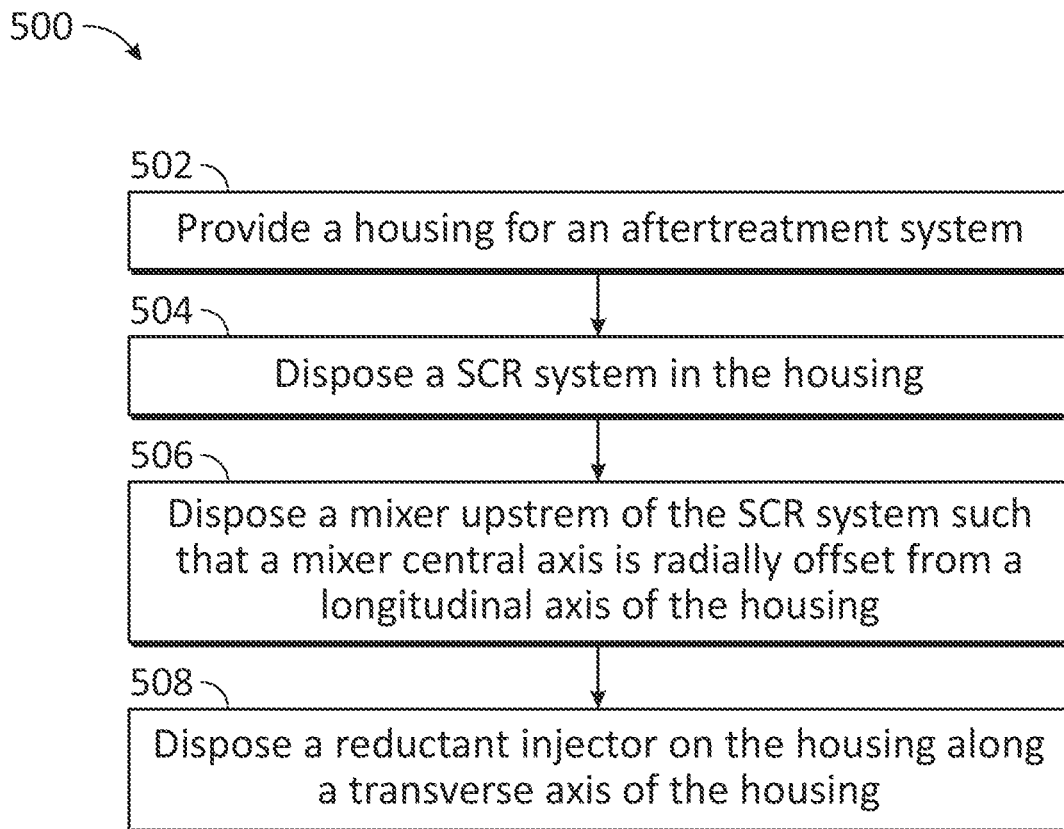 500
502
Provide a housing for an aftertreatment system
504
Dispose a SCR system in the housing
506
Dispose a mixer upstrem of the SCR system such
that a mixer central axis is radially offset from a
longitudinal axis of the housing
508
Dispose a reductant injector on the housing along
a transverse axis of the housing